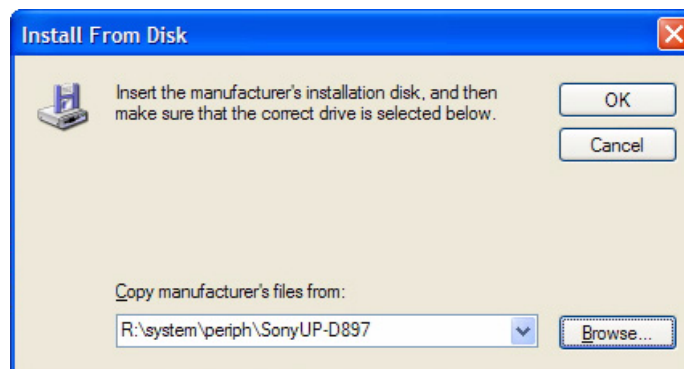 Install From Disk
Insert the manufacturer's installation disk, and then
make sure that the correct drive is selected below.
OK
Cancel
Copy manufacturer's files from:
R:\system\periph\SonyUP-D897
Browse...